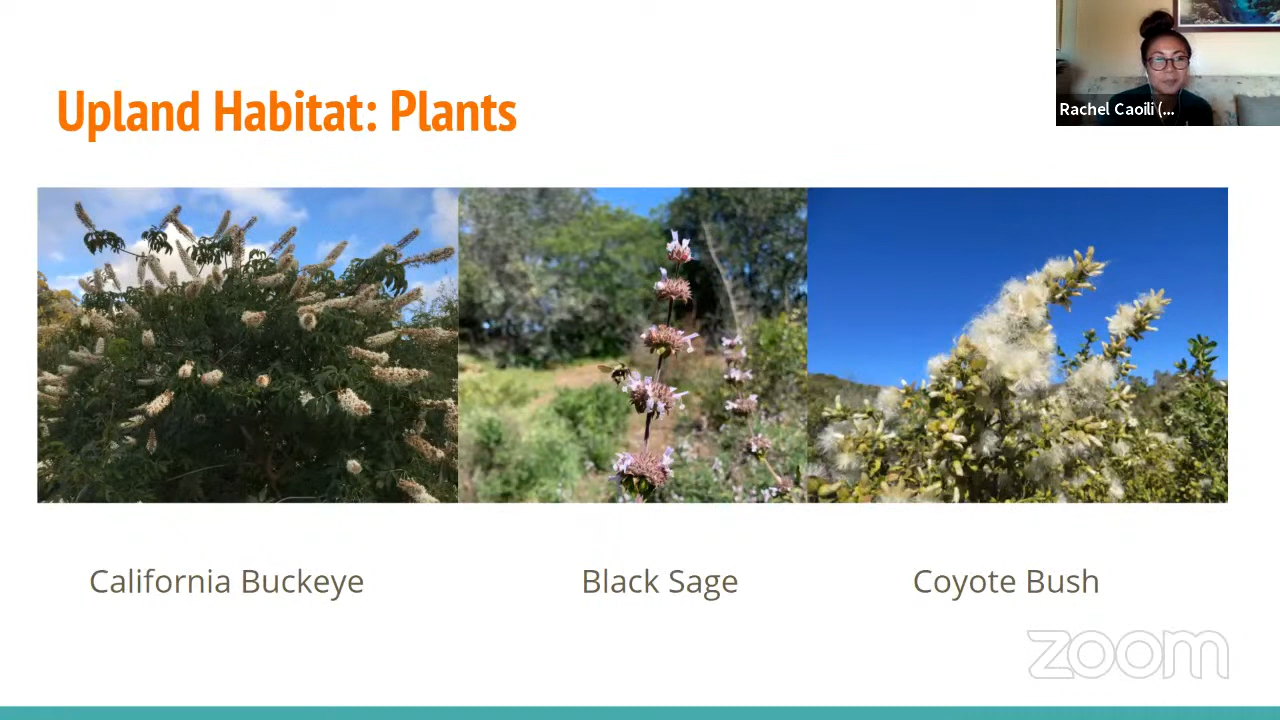 Upland Habitat: Plants
Rachel Caoili (...
California Buckeye
Black Sage
Coyote Bush
zoom